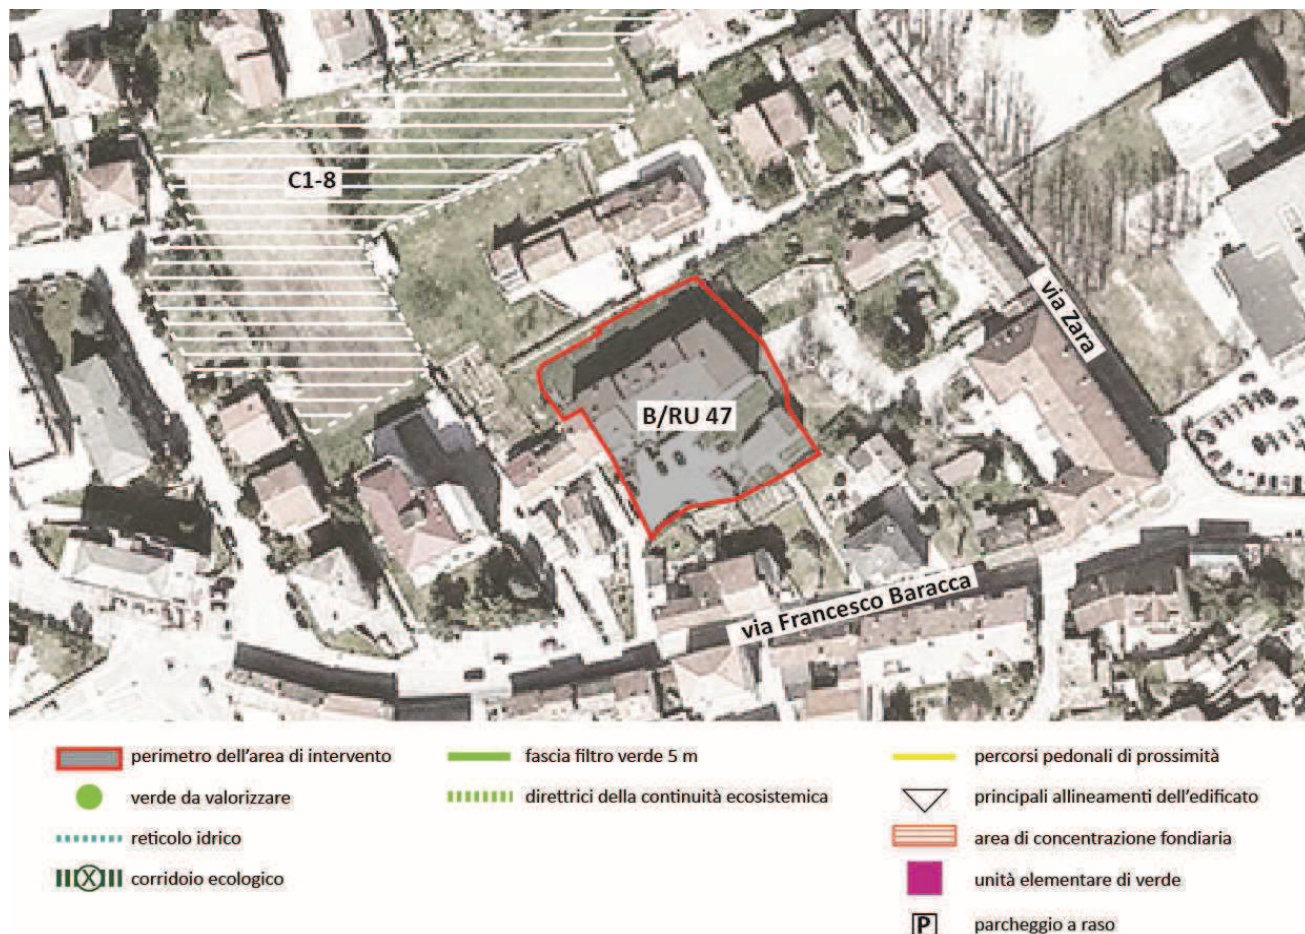 C1-8
via Zara
B/RU 47
via Francesco Baracca
perimetro dell'area di intervento
verde da valorizzare
reticolo idrico
X
corridoio ecologico
fascia filtro verde 5 m
direttrici della continuità ecosistemica
percorsi pedonali di prossimità
principali allineamenti dell'edificato
area di concentrazione fondiaria
unità elementare di verde
P
parcheggio a raso